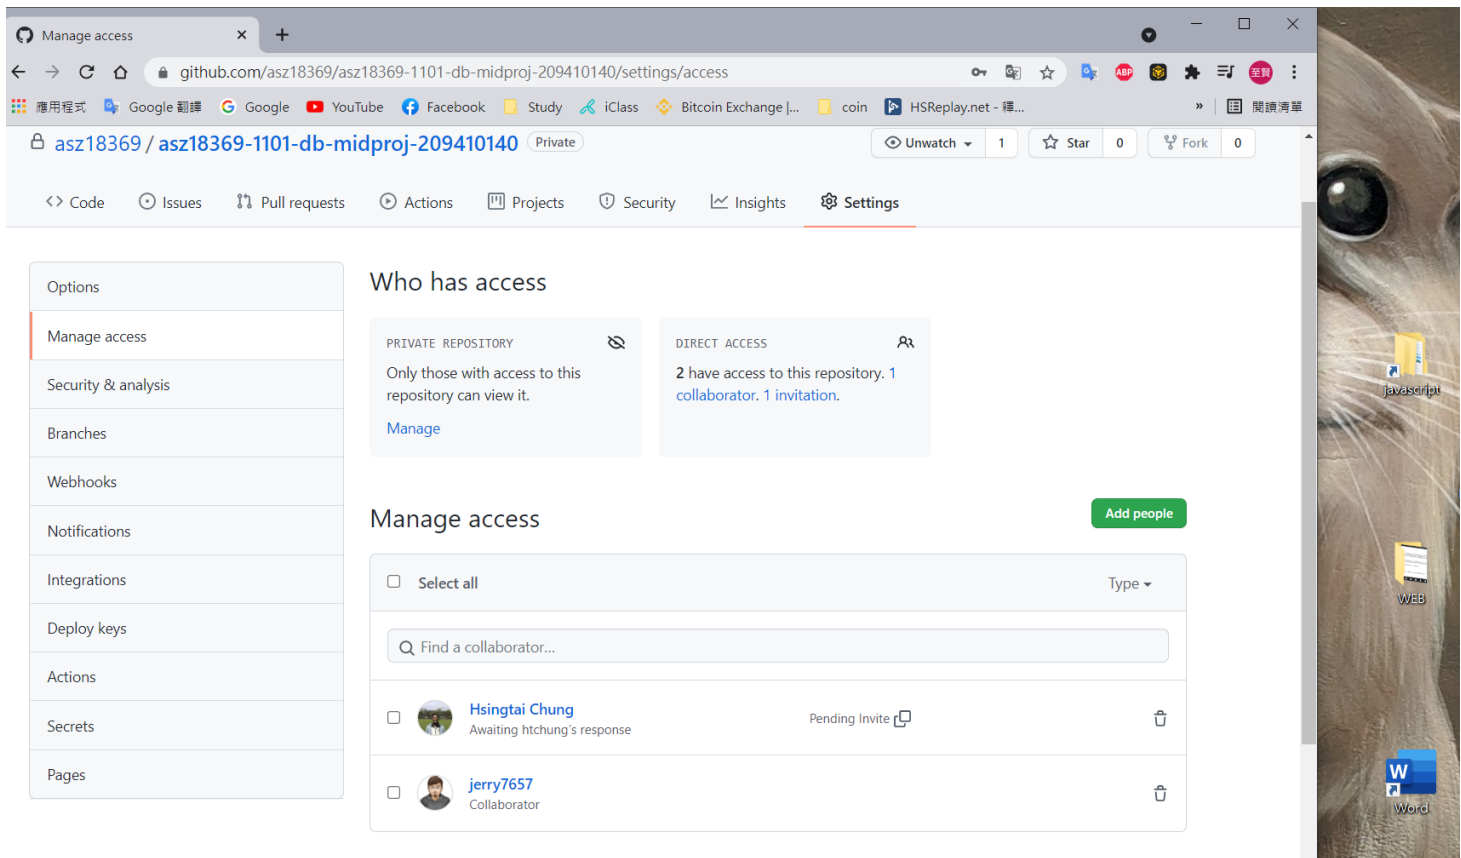 Manage access
github.com/asz18369/asz18369-1101-db-midproj-209410140/settings/access
ABP
至賢
應用程式 Google 翻譯 Google YouTube Facebook Study iClass Bitcoin Exchange |... coin HSReplay.net - 釋... » 閱讀清單
asz18369 / asz18369-1101-db-midproj-209410140 Private Unwatch 1 Star 0 Fork 0
Code Issues Pull requests Actions Projects Security Insights Settings
Options
Manage access
Security & analysis
Branches
Webhooks
Notifications
Integrations
Deploy keys
Actions
Secrets
Pages
Who has access
PRIVATE REPOSITORY
Only those with access to this
repository can view it.
Manage
DIRECT ACCESS
2 have access to this repository. 1
collaborator. 1 invitation.
Manage access
Add people
Select all
Type
Find a collaborator...
Hsingtai Chung
Awaiting htchung's response
Pending Invite
jerry7657
Collaborator
javascript
WEB
W
Word